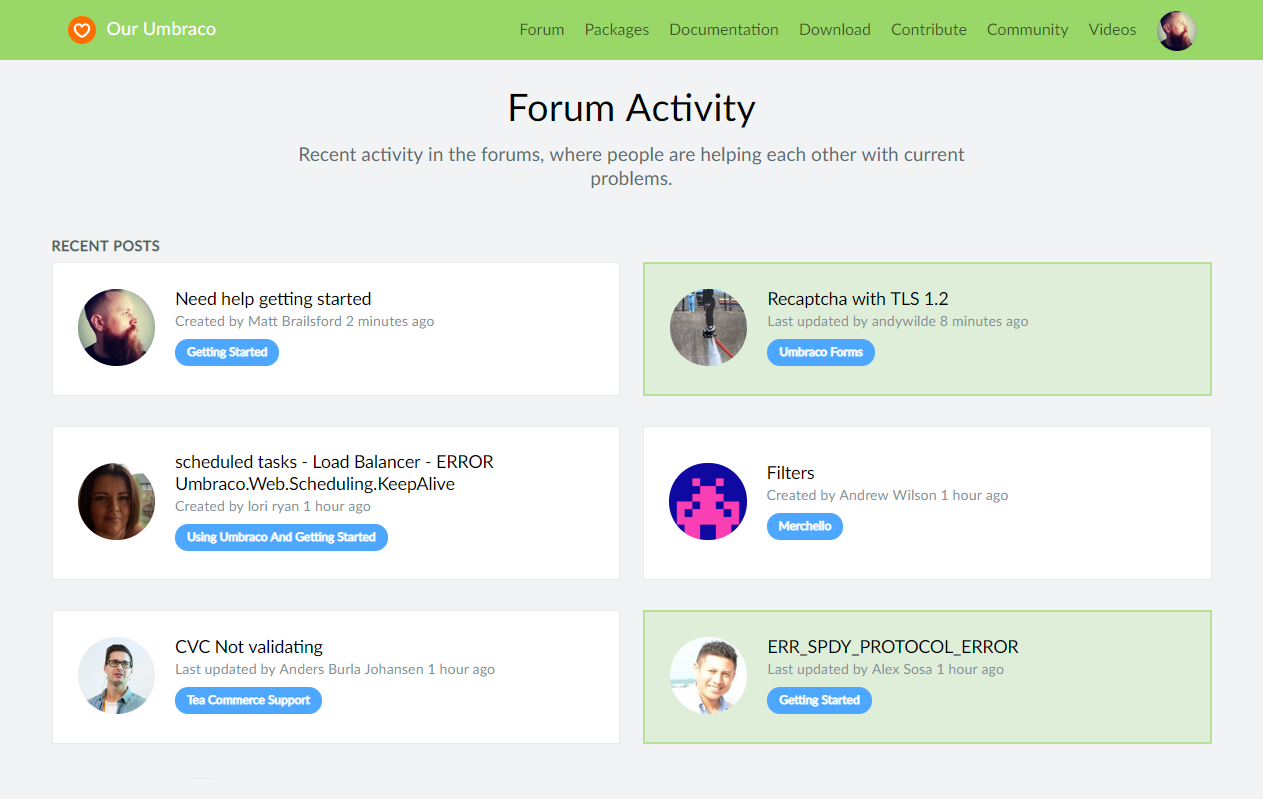 Our Umbraco
Forum Packages Documentation Download Contribute Community Videos
Forum Activity
Recent activity in the forums, where people are helping each other with current
problems.
RECENT POSTS
Need help getting started
Created by Matt Brailsford 2 minutes ago
Getting Started
Recaptcha with TLS 1.2
Last updated by andywilde 8 minutes ago
Umbraco Forms
scheduled tasks - Load Balancer - ERROR
Umbraco.Web.Scheduling.KeepAlive
Created by lori ryan 1 hour ago
Using Umbraco And Getting Started
Filters
Created by Andrew Wilson 1 hour ago
Merchello
CVC Not validating
Last updated by Anders Burla Johansen 1 hour ago
Tea Commerce Support
ERR_SPDY_PROTOCOL_ERROR
Last updated by Alex Sosa 1 hour ago
Getting Started